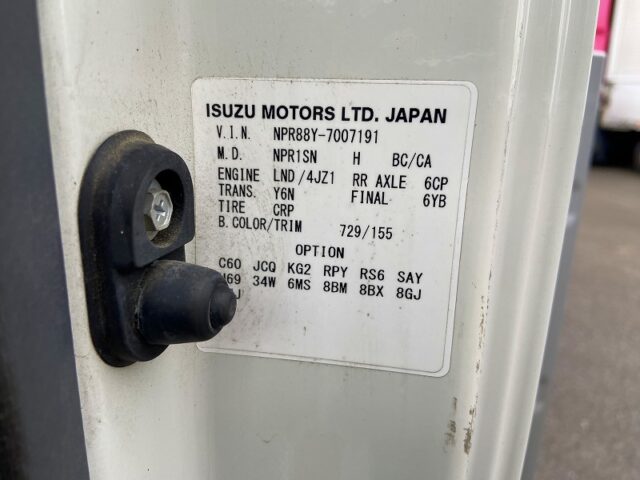 ISUZU MOTORS LTD. JAPAN
V.I.N. NPR88Y-7007191
M.D. NPR1SN H BC/CA
ENGINE LND/4JZ1 RR AXLE 6CP
TRANS. Y6N FINAL 6YB
TIRE CRP
B.COLOR/TRIM 729/155
OPTION
C60 JCQ KG2 RPY RS6 SAY
34W 6MS 8BM 8BX 8GJ